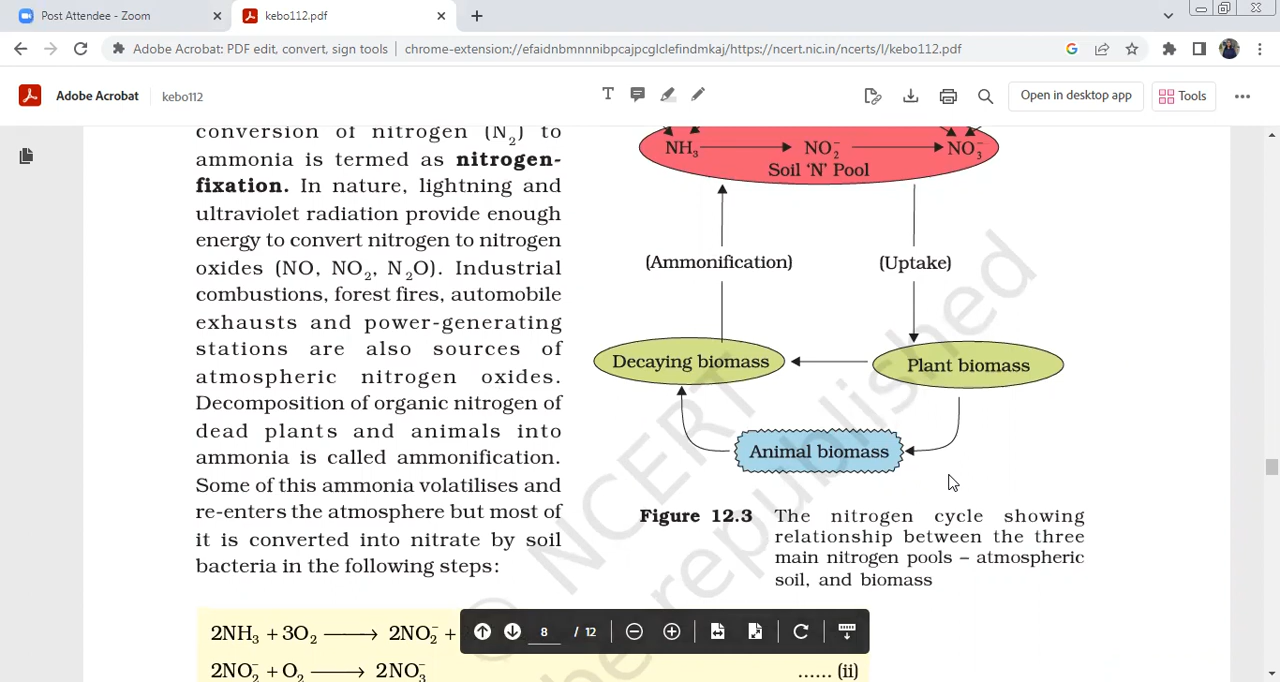 Post Attendee - Zoom
kebo112.pdf
Adobe Acrobat: PDF edit, convert, sign tools | chrome-extension://efaidnbmnnnibpcajpcglclefindmkaj/https://ncert.nic.in/ncerts/l/kebo112.pdf
Adobe Acrobat
kebo112
Open in desktop app
Tools
conversion of nitrogen (N₂) to
ammonia is termed as nitrogen-
fixation. In nature, lightning and
ultraviolet radiation provide enough
energy to convert nitrogen to nitrogen
oxides (NO, NO₂, N₂O). Industrial
combustions, forest fires, automobile
exhausts and power-generating
stations are also sources of
atmospheric nitrogen oxides.
Decomposition of organic nitrogen of
dead plants and animals into
ammonia is called ammonification.
Some of this ammonia volatilises and
re-enters the atmosphere but most of
it is converted into nitrate by soil
bacteria in the following steps:
NH₃ → NO₂⁻ → NO₃⁻
Soil 'N' Pool
(Ammonification) (Uptake)
Decaying biomass
Plant biomass
Animal biomass
Figure 12.3 The nitrogen cycle showing
relationship between the three
main nitrogen pools – atmospheric
soil, and biomass
2NH₃ + 3O₂ → 2NO₂⁻ +
2NO₂⁻ + O₂ → 2NO₃⁻ ...... (ii)
8 / 12
© NCERT
republished